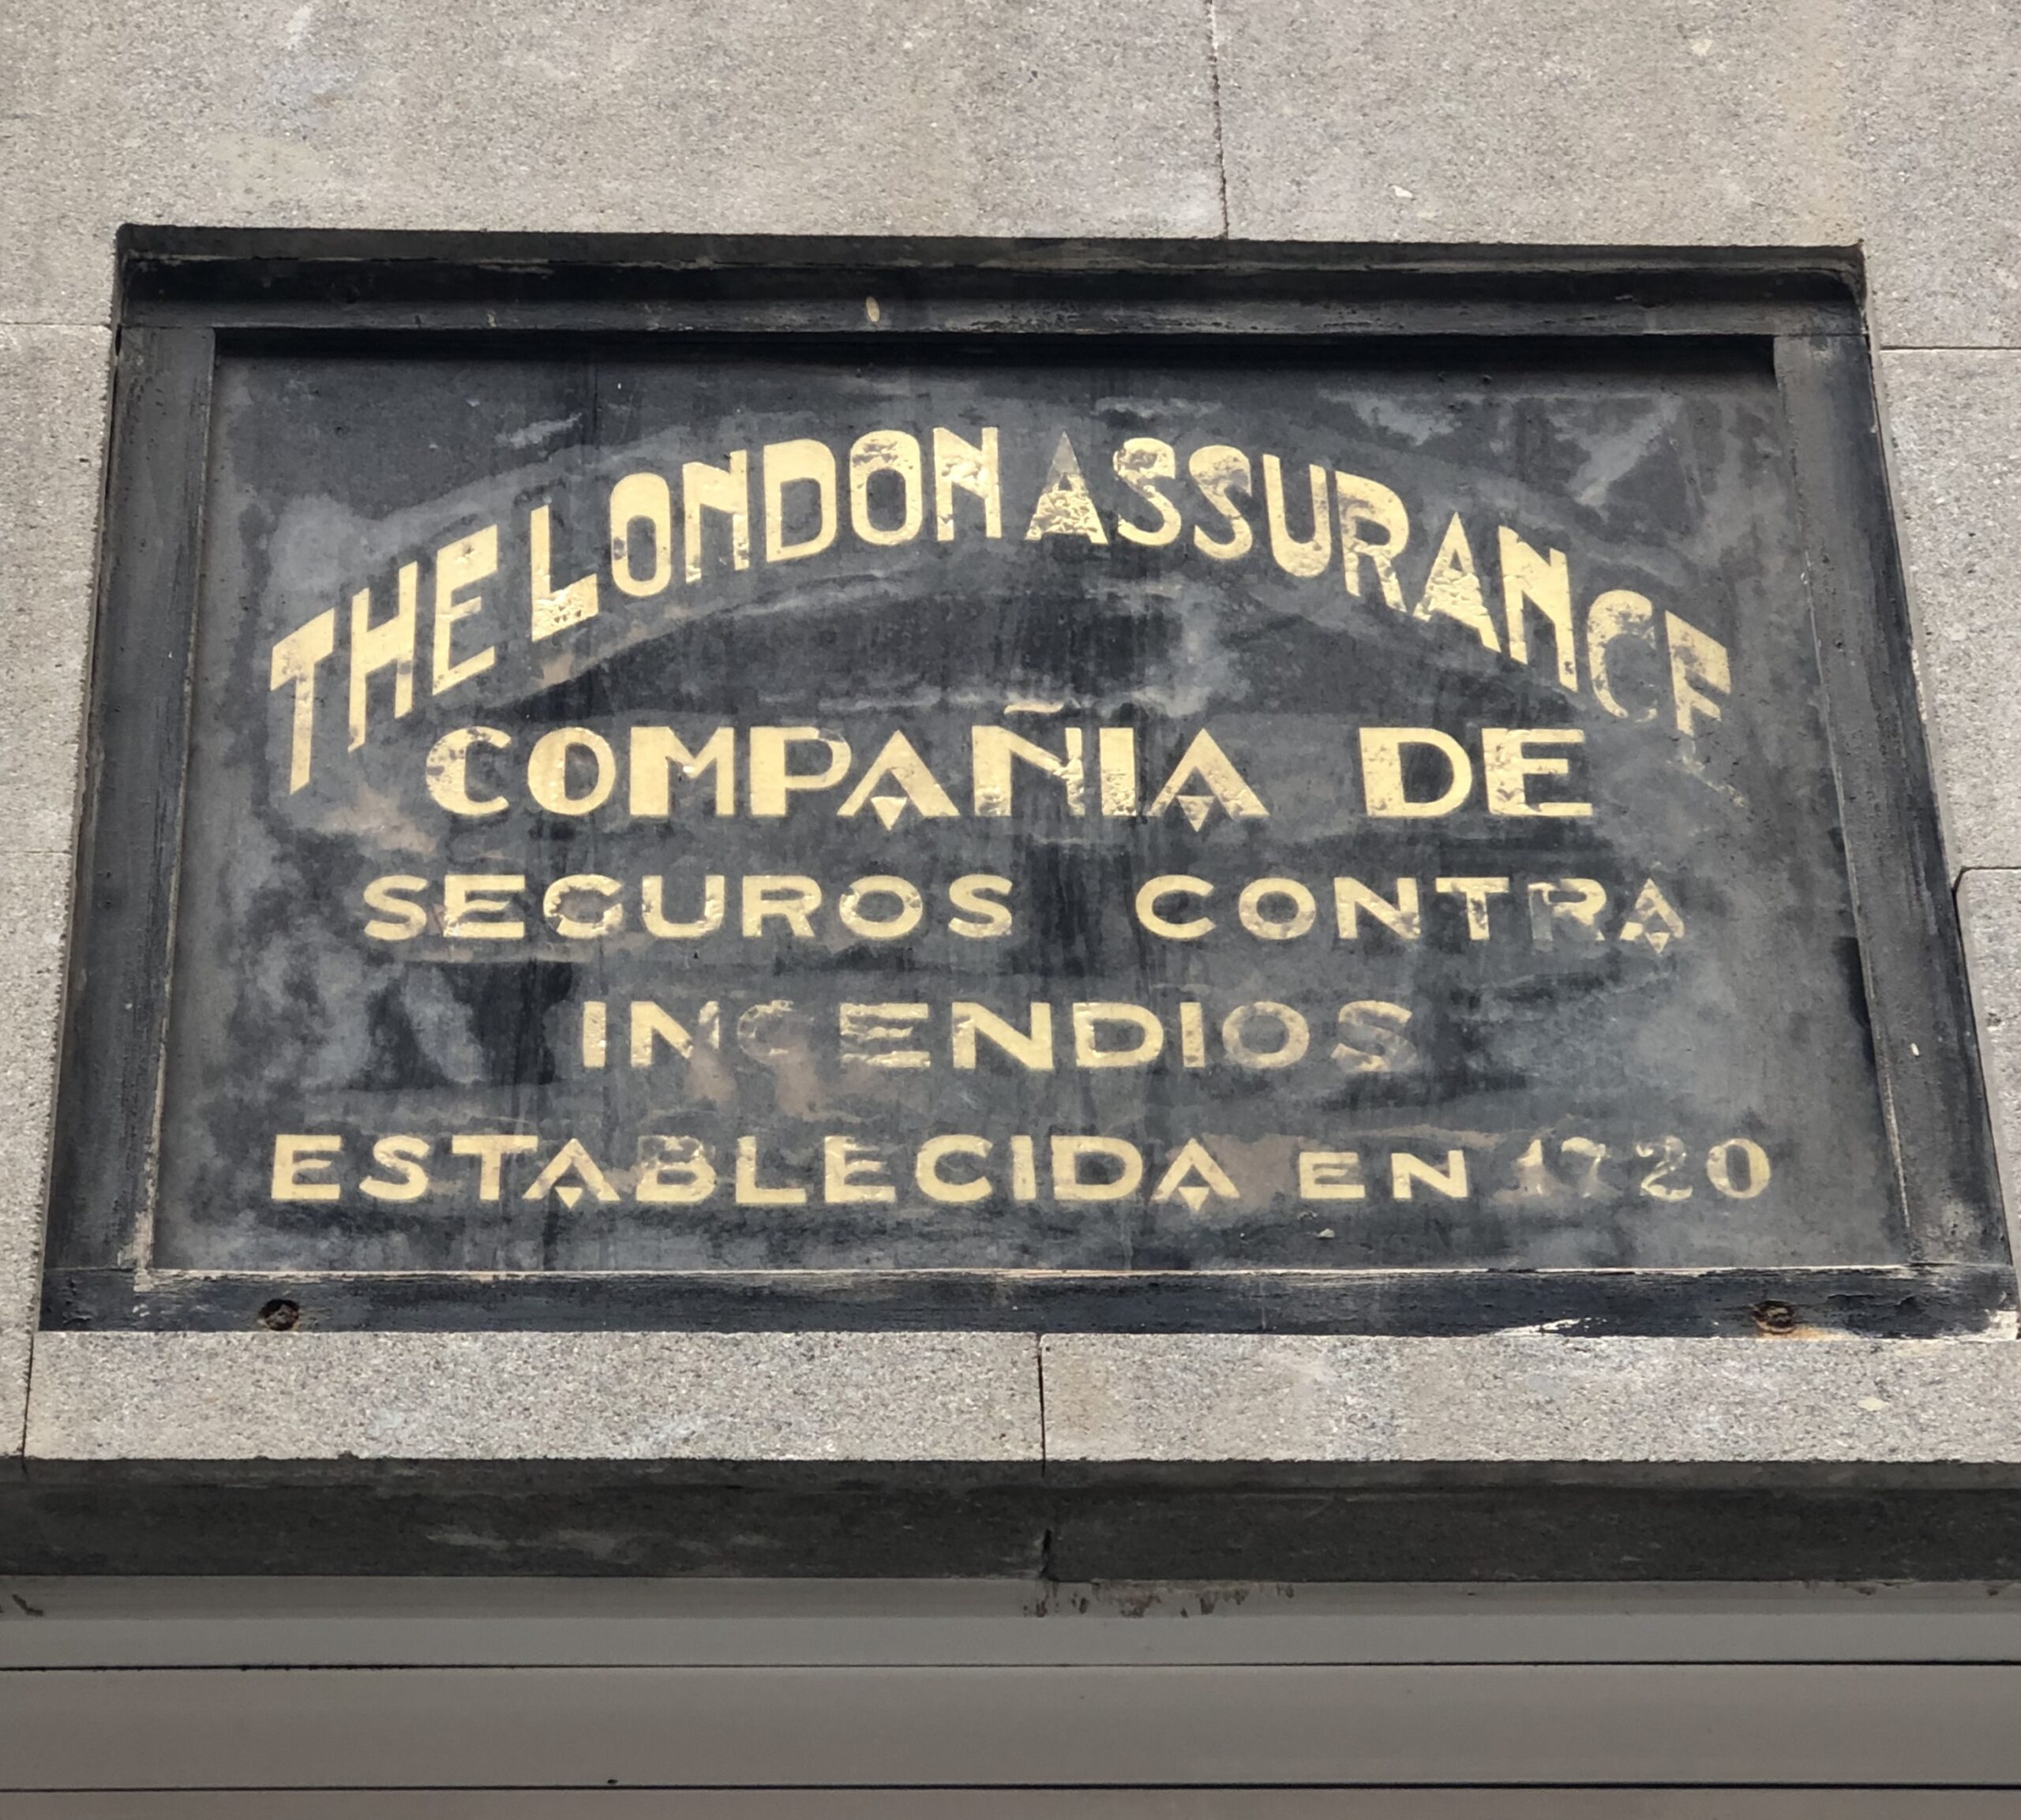 THE LONDON ASSURANCE
COMPAÑIA DE
SEGUROS CONTRA
INCENDIOS
ESTABLECIDA EN 1720